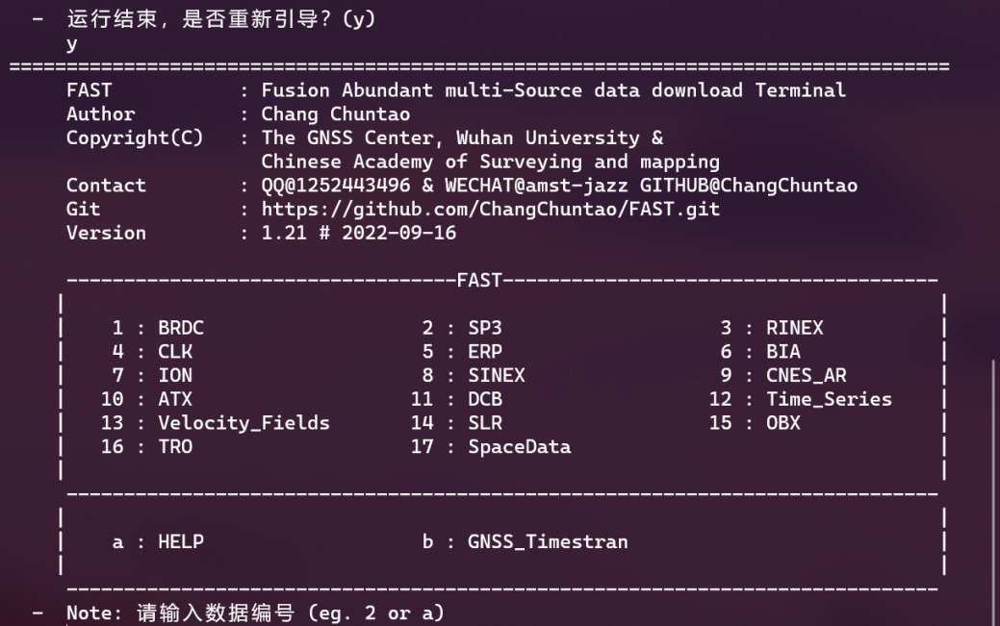 - 运行结束，是否重新引导？(y)
y
==================================================================================
FAST : Fusion Abundant multi-Source data download Terminal
Author : Chang Chuntao
Copyright(C) : The GNSS Center, Wuhan University &
Chinese Academy of Surveying and mapping
Contact : QQ@1252443496 & WECHAT@amst-jazz GITHUB@ChangChuntao
Git : https://github.com/ChangChuntao/FAST.git
Version : 1.21 # 2022-09-16
----------------------------------FAST--------------------------------------
| |
| 1 : BRDC 2 : SP3 3 : RINEX |
| 4 : CLK 5 : ERP 6 : BIA |
| 7 : ION 8 : SINEX 9 : CNES_AR |
| 10 : ATX 11 : DCB 12 : Time_Series |
| 13 : Velocity_Fields 14 : SLR 15 : OBX |
| 16 : TRO 17 : SpaceData |
| |
----------------------------------------------------------------------------
| |
| a : HELP b : GNSS_Timestran |
| |
----------------------------------------------------------------------------
- Note: 请输入数据编号 (eg. 2 or a)